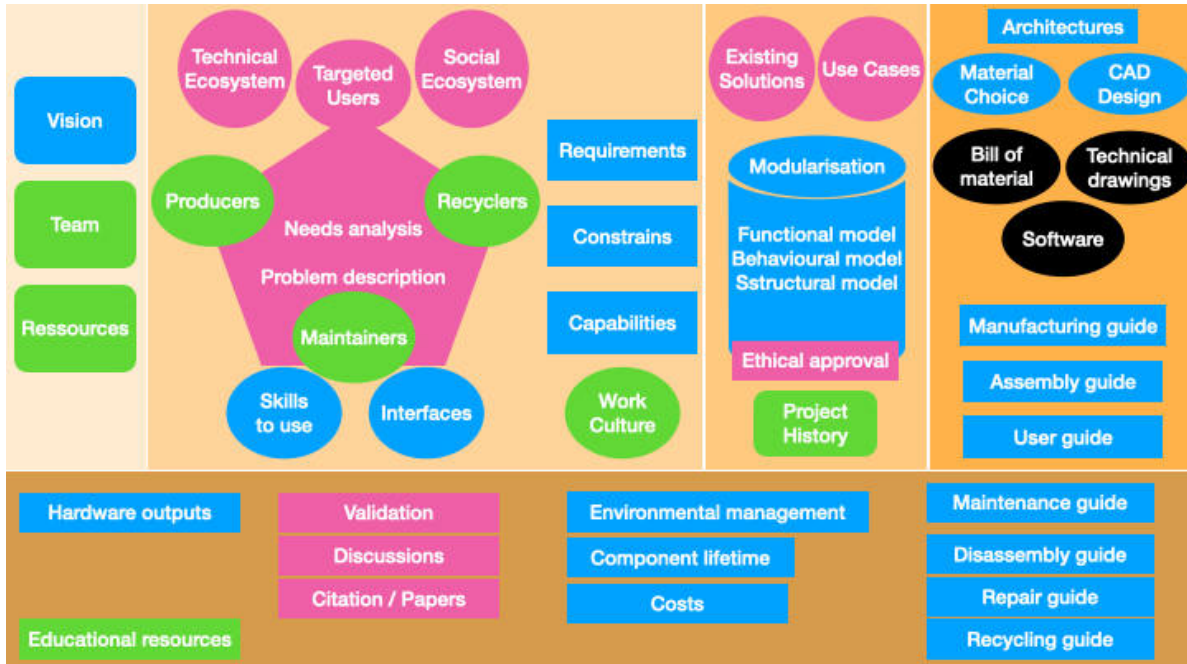 Vision
Team
Ressources
Technical
Ecosystem
Targeted
Users
Social
Ecosystem
Producers
Recyclers
Needs analysis
Problem description
Maintainers
Skills
to use
Interfaces
Requirements
Constrains
Capabilities
Work
Culture
Existing
Solutions
Use Cases
Modularisation
Functional model
Behavioural model
Sstructural model
Ethical approval
Project
History
Architectures
Material
Choice
CAD
Design
Bill of
material
Technical
drawings
Software
Manufacturing guide
Assembly guide
User guide
Hardware outputs
Educational resources
Validation
Discussions
Citation / Papers
Environmental management
Component lifetime
Costs
Maintenance guide
Disassembly guide
Repair guide
Recycling guide